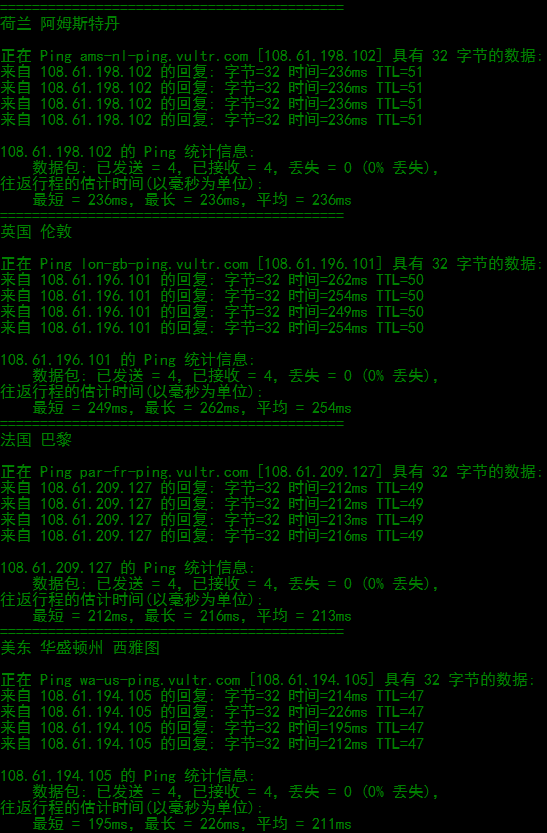 ===========================================
荷兰 阿姆斯特丹
正在 Ping ams-nl-ping.vultr.com [108.61.198.102] 具有 32 字节的数据:
来自 108.61.198.102 的回复: 字节=32 时间=236ms TTL=51
来自 108.61.198.102 的回复: 字节=32 时间=236ms TTL=51
来自 108.61.198.102 的回复: 字节=32 时间=236ms TTL=51
来自 108.61.198.102 的回复: 字节=32 时间=236ms TTL=51
108.61.198.102 的 Ping 统计信息:
数据包: 已发送 = 4，已接收 = 4，丢失 = 0 (0% 丢失)，
往返行程的估计时间(以毫秒为单位):
最短 = 236ms，最长 = 236ms，平均 = 236ms
===========================================
英国 伦敦
正在 Ping lon-gb-ping.vultr.com [108.61.196.101] 具有 32 字节的数据:
来自 108.61.196.101 的回复: 字节=32 时间=262ms TTL=50
来自 108.61.196.101 的回复: 字节=32 时间=254ms TTL=50
来自 108.61.196.101 的回复: 字节=32 时间=249ms TTL=50
来自 108.61.196.101 的回复: 字节=32 时间=254ms TTL=50
108.61.196.101 的 Ping 统计信息:
数据包: 已发送 = 4，已接收 = 4，丢失 = 0 (0% 丢失)，
往返行程的估计时间(以毫秒为单位):
最短 = 249ms，最长 = 262ms，平均 = 254ms
===========================================
法国 巴黎
正在 Ping par-fr-ping.vultr.com [108.61.209.127] 具有 32 字节的数据:
来自 108.61.209.127 的回复: 字节=32 时间=212ms TTL=49
来自 108.61.209.127 的回复: 字节=32 时间=212ms TTL=49
来自 108.61.209.127 的回复: 字节=32 时间=213ms TTL=49
来自 108.61.209.127 的回复: 字节=32 时间=216ms TTL=49
108.61.209.127 的 Ping 统计信息:
数据包: 已发送 = 4，已接收 = 4，丢失 = 0 (0% 丢失)，
往返行程的估计时间(以毫秒为单位):
最短 = 212ms，最长 = 216ms，平均 = 213ms
===========================================
美东 华盛顿州 西雅图
正在 Ping wa-us-ping.vultr.com [108.61.194.105] 具有 32 字节的数据:
来自 108.61.194.105 的回复: 字节=32 时间=214ms TTL=47
来自 108.61.194.105 的回复: 字节=32 时间=226ms TTL=47
来自 108.61.194.105 的回复: 字节=32 时间=195ms TTL=47
来自 108.61.194.105 的回复: 字节=32 时间=212ms TTL=47
108.61.194.105 的 Ping 统计信息:
数据包: 已发送 = 4，已接收 = 4，丢失 = 0 (0% 丢失)，
往返行程的估计时间(以毫秒为单位):
最短 = 195ms，最长 = 226ms，平均 = 211ms